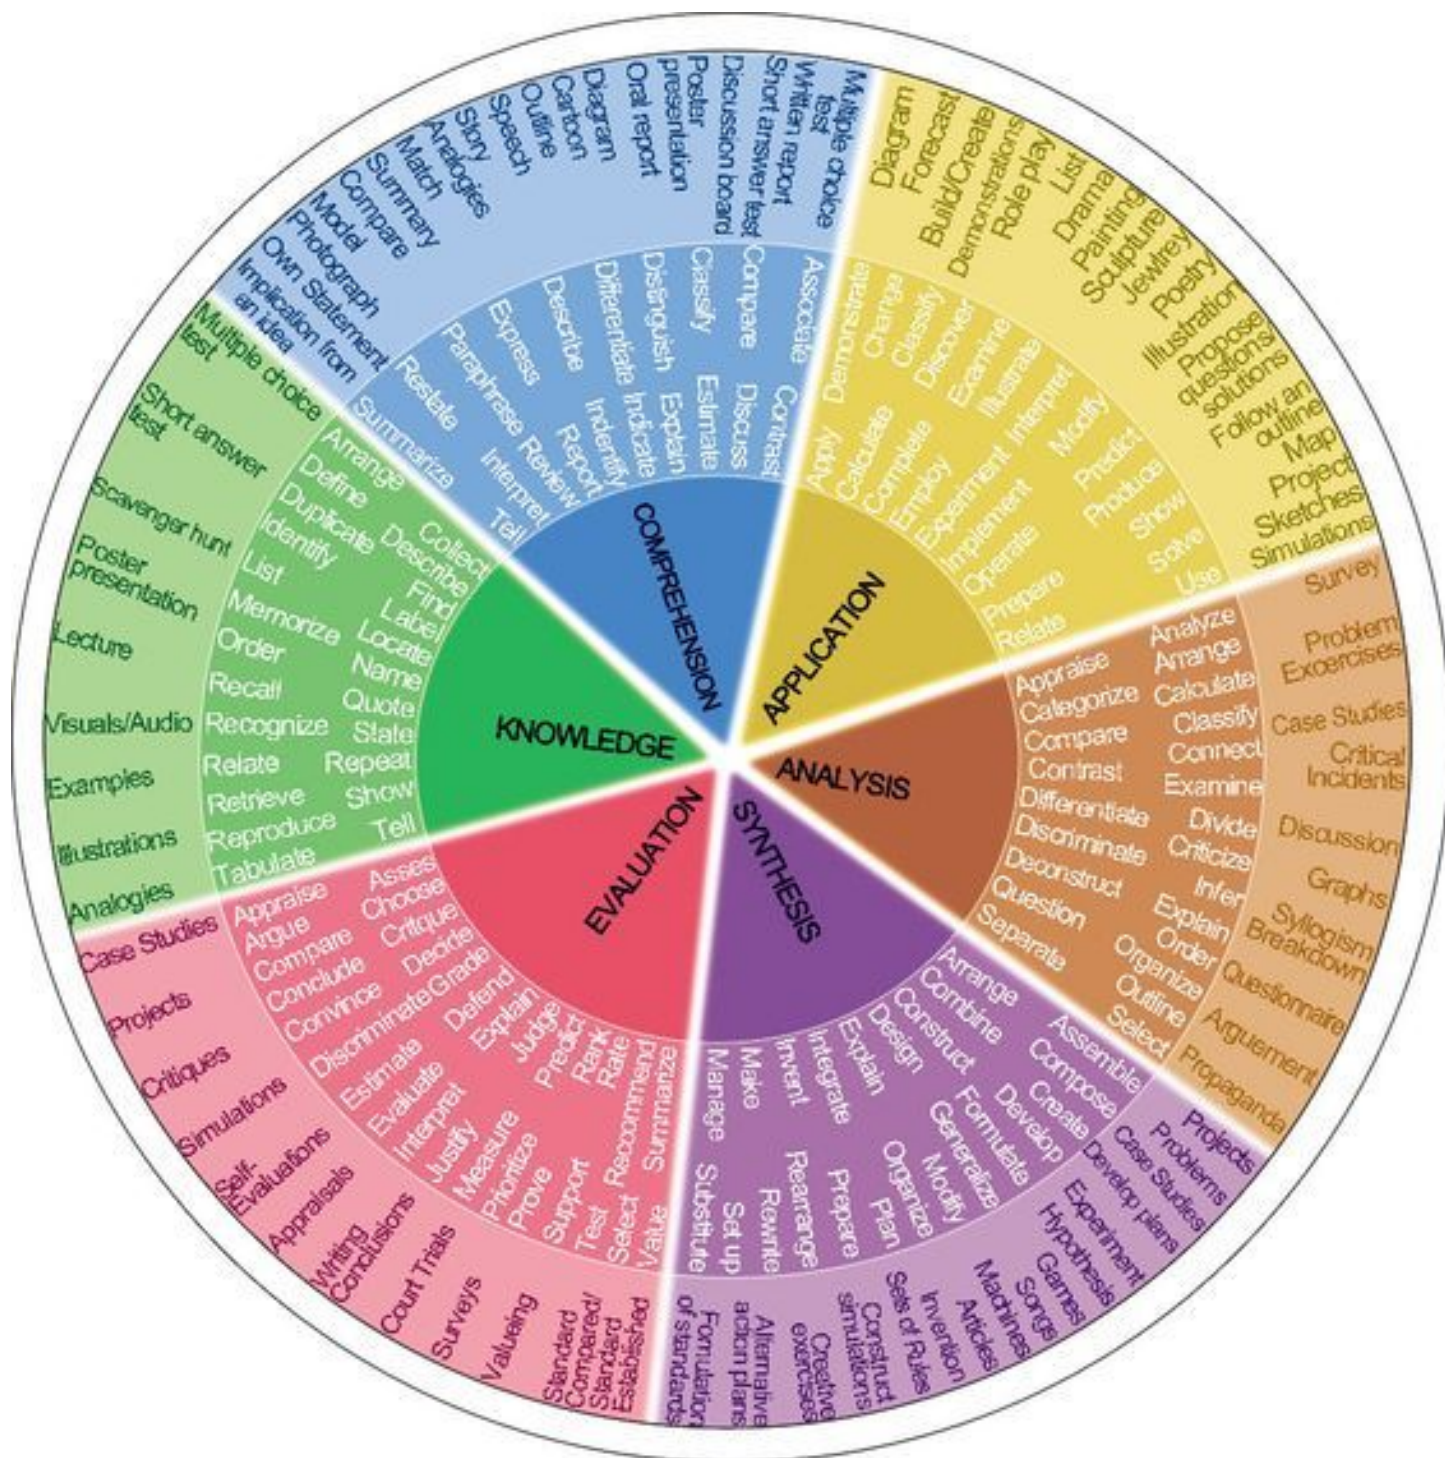 KNOWLEDGE
Arrange
Define
Duplicate
Identify
List
Memorize
Order
Recall
Recognize
Relate
Retrieve
Reproduce
Tabulate
Collect
Describe
Find
Label
Locate
Name
Quote
State
Repeat
Show
Tell
Multiple choice
test
Short answer
test
Scavenger hunt
Poster
presentation
Lecture
Visuals/Audio
Examples
Illustrations
Analogies
COMPREHENSION
Summarize
Restate
Paraphrase
Express
Describe
Differentiate
Distinguish
Classify
Compare
Associate
Tell
Interpret
Review
Report
Indentify
Indicate
Explain
Estimate
Discuss
Contrast
Implication from
an idea
Own Statement
Photograph
Model
Compare
Summary
Match
Analogies
Story
Speech
Outline
Cartoon
Diagram
Oral report
Poster
presentation
Discussion board
Short answer test
Written report
Multiple choice
test
APPLICATION
Demonstrate
Change
Classify
Discover
Examine
Illustrate
Interpret
Modify
Predict
Produce
Show
Solve
Use
Apply
Calculate
Complete
Employ
Experiment
Implement
Operate
Prepare
Relate
Diagram
Forecast
Build/Create
Demonstrations
Role play
List
Drama
Painting
Sculpture
Jewlrey
Poetry
Illustration
Propose
questions/
solutions
Follow an
outline
Map
Project
Sketches
Simulations
ANALYSIS
Appraise
Categorize
Compare
Contrast
Differentiate
Discriminate
Deconstruct
Question
Separate
Analyze
Arrange
Calculate
Classify
Connect
Examine
Divide
Criticize
Infer
Explain
Order
Organize
Outline
Select
Survey
Problem
Exoercises
Case Studies
Critical
Incidents
Discussion
Graphs
Syllogism
Breakdown
Questionnaire
Arguement
Propaganda
SYNTHESIS
Arrange
Combine
Construct
Design
Explain
Integrate
Invent
Make
Manage
Assemble
Compose
Create
Develop
Formulate
Generalize
Modify
Organize
Plan
Prepare
Rearrange
Rewrite
Set up
Substitute
Projects
Problems
Case Studies
Develop plans
Experiment
Hypothesis
Games
Songs
Machines
Articles
Invention
Sets of Rules
Construct
simulations
Creative
exercises
Alternative
action plans
Fomulation
of standards
EVALUATION
Asses
Choose
Critque
Decide
Grade
Defend
Explain
Judge
Predict
Rank
Rate
Recommend
Summarize
Appraise
Argue
Compare
Conclude
Convince
Discriminate
Estimate
Evaluate
Interpret
Justify
Measure
Prioritize
Prove
Support
Test
Select
Value
Case Studies
Projects
Critiques
Simulations
Self-
Evaluations
Appraisals
Writing
Conclusions
Court Trials
Surveys
Valueing
Standard
Compared/
Standard
Established